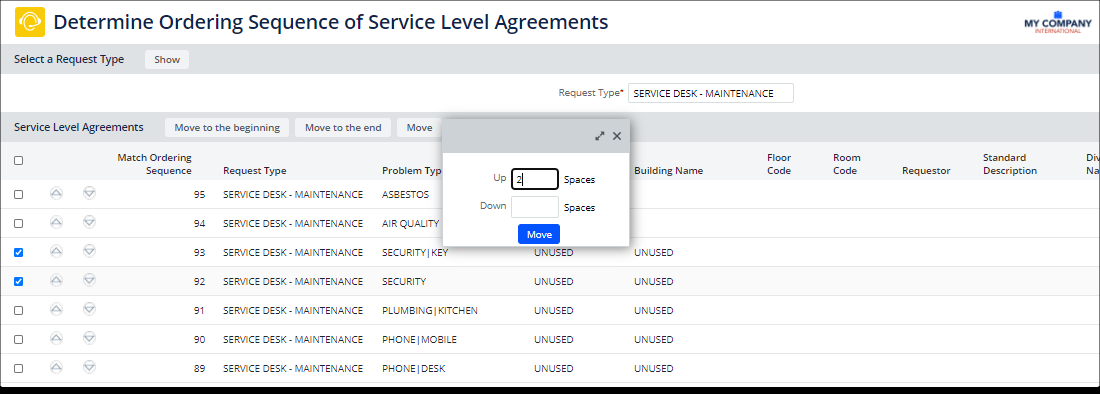 Determine Ordering Sequence of Service Level Agreements
MY COMPANY
INTERNATIONAL
Select a Request Type Show
Request Type* SERVICE DESK - MAINTENANCE
Service Level Agreements Move to the beginning Move to the end Move
Match Ordering Sequence Request Type Problem Typ Building Name Floor Code Room Code Requestor Standard Description Div Na
Up 2 Spaces
Down Spaces
Move
95 SERVICE DESK - MAINTENANCE ASBESTOS
94 SERVICE DESK - MAINTENANCE AIR QUALITY
93 SERVICE DESK - MAINTENANCE SECURITY|KEY UNUSED UNUSED
92 SERVICE DESK - MAINTENANCE SECURITY UNUSED UNUSED
91 SERVICE DESK - MAINTENANCE PLUMBING|KITCHEN UNUSED UNUSED
90 SERVICE DESK - MAINTENANCE PHONE|MOBILE UNUSED UNUSED
89 SERVICE DESK - MAINTENANCE PHONE|DESK UNUSED UNUSED